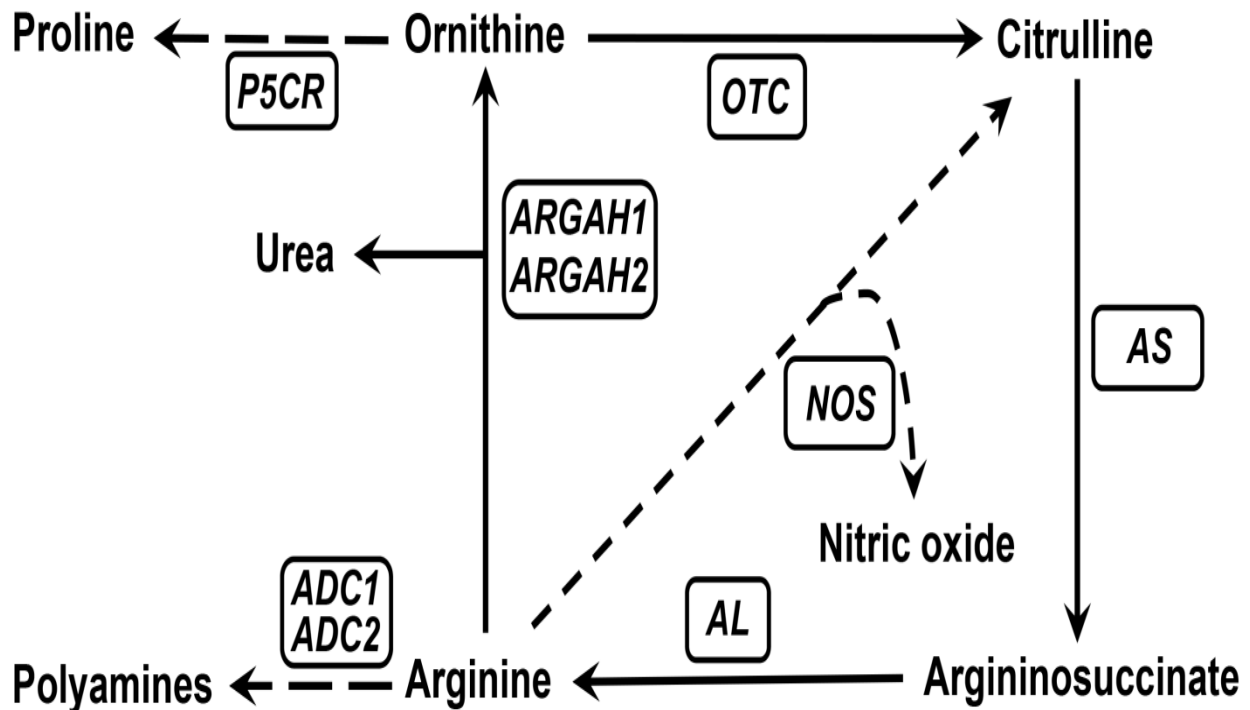 Proline
Ornithine
Citrulline
P5CR
OTC
ARGAH1
ARGAH2
Urea
AS
NOS
Nitric oxide
ADC1
ADC2
AL
Polyamines
Arginine
Argininosuccinate